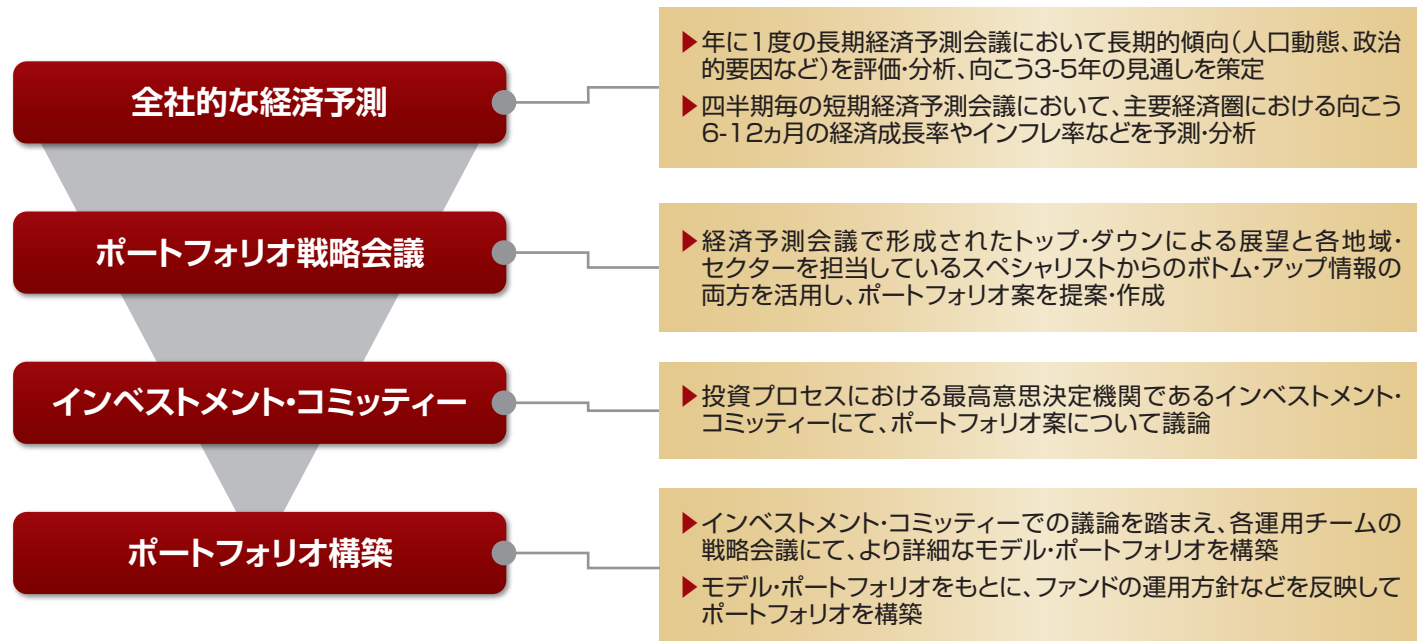 全社的な経済予測
▶年に1度の長期経済予測会議において長期的傾向(人口動態、政治
的要因など)を評価・分析、向こう3-5年の見通しを策定
▶四半期毎の短期経済予測会議において、主要経済圏における向こう
6-12ヵ月の経済成長率やインフレ率などを予測・分析
ポートフォリオ戦略会議
▶経済予測会議で形成されたトップ・ダウンによる展望と各地域・
セクターを担当しているスペシャリストからのボトム・アップ情報の
両方を活用し、ポートフォリオ案を提案・作成
インベストメント・コミッティー
▶投資プロセスにおける最高意思決定機関であるインベストメント・
コミッティーにて、ポートフォリオ案について議論
ポートフォリオ構築
▶インベストメント・コミッティーでの議論を踏まえ、各運用チームの
戦略会議にて、より詳細なモデル・ポートフォリオを構築
▶モデル・ポートフォリオをもとに、ファンドの運用方針などを反映して
ポートフォリオを構築